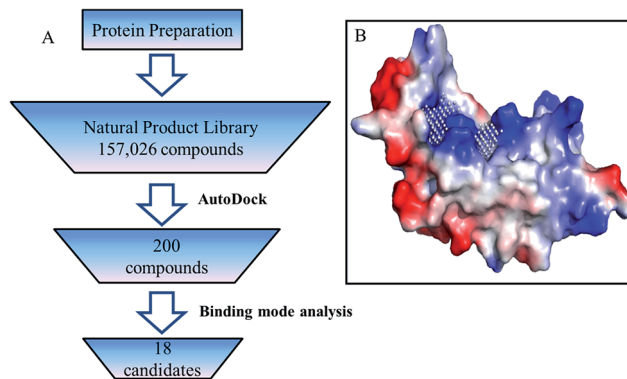 A
Protein Preparation
Natural Product Library
157,026 compounds
AutoDock
200
compounds
Binding mode analysis
18
candidates
B